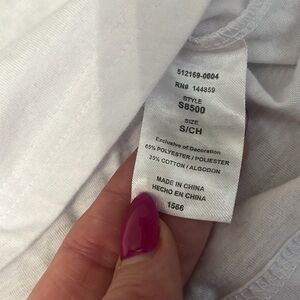 512169-0004
RN# 144859
STYLE
S8500
SIZE
S/CH
Exclusive of Decoration
65% POLYESTER / POLIESTER
35% COTTON / ALGODON
MADE IN CHINA
HECHO EN CHINA
1566